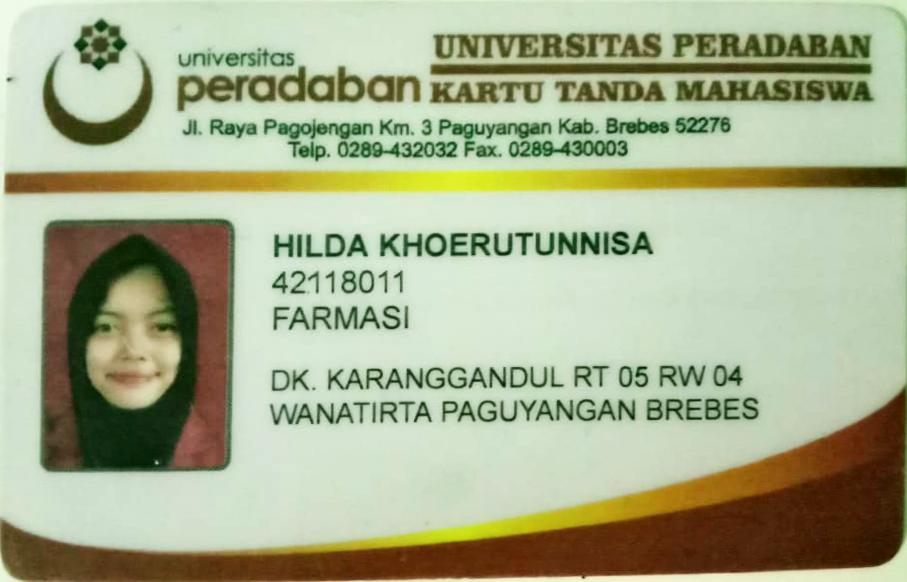 universitas
peradaban
UNIVERSITAS PERADABAN
KARTU TANDA MAHASISWA
Jl. Raya Pagojengan Km. 3 Paguyangan Kab. Brebes 52276
Telp. 0289-432032 Fax. 0289-430003
HILDA KHOERUTUNNISA
42118011
FARMASI
DK. KARANGGANDUL RT 05 RW 04
WANATIRTA PAGUYANGAN BREBES